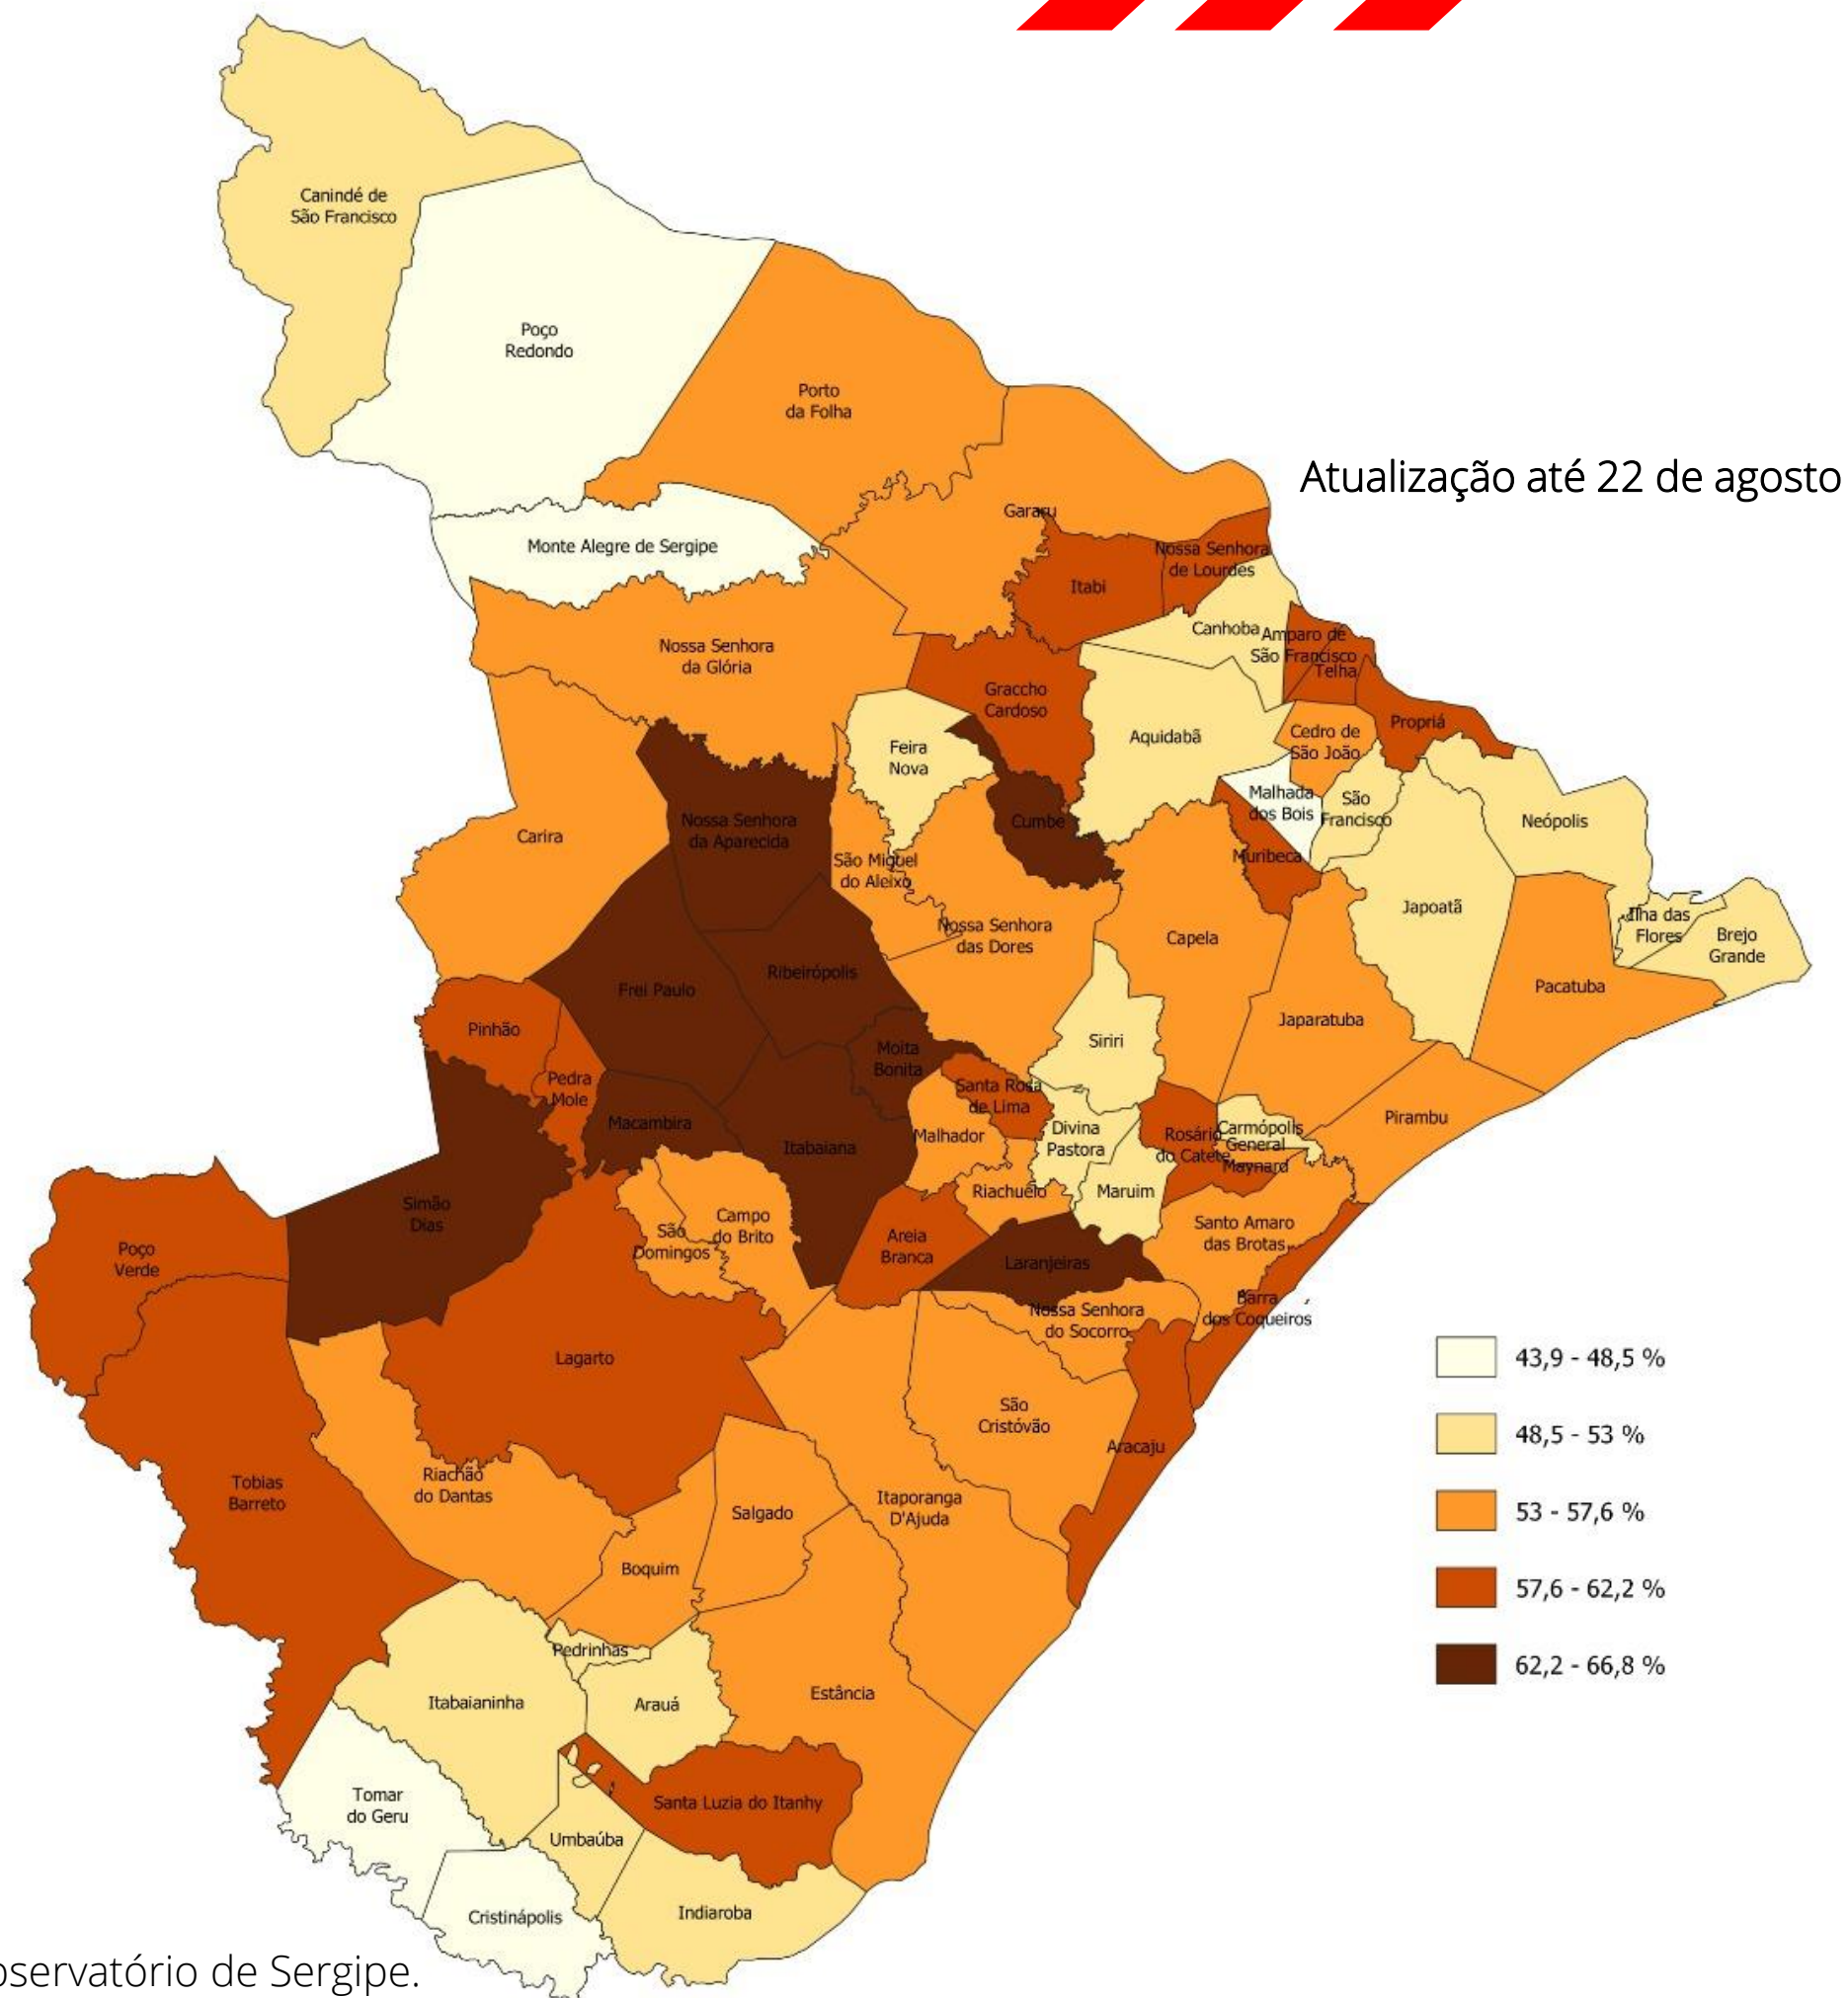 Canindé de
São Francisco
Poço
Redondo
Porto
da Folha
Atualização até 22 de agosto
Gararu
Monte Alegre de Sergipe
Nossa Senhora
de Lourdes
Itabi
Canhoba
Amparo de
São Francisco
Telha
Nossa Senhora
da Glória
Graccho
Cardoso
Propriá
Aquidabã
Cedro de
São João
Feira
Nova
Malhada
dos Bois
São
Francisco
Neópolis
Nossa Senhora
da Aparecida
Cumbe
Carira
Muribeca
São Miguel
do Aleixo
Japoatã
Ilha das
Flores
Brejo
Grande
Nossa Senhora
das Dores
Capela
Ribeirópolis
Frei Paulo
Pacatuba
Pinhão
Japaratuba
Siriri
Moita
Bonita
Pedra
Mole
Santa Rosa
de Lima
Macambira
Pirambu
Malhador
Divina
Pastora
Rosário
do Catete
Carmópolis
General
Maynard
Itabaiana
Riachuelo
Maruim
Simão
Dias
Campo
do Brito
São
Domingos
Areia
Branca
Santo Amaro
das Brotas
Poço
Verde
Laranjeiras
Barra
dos Coqueiros
Nossa Senhora
do Socorro
Lagarto
43,9 - 48,5 %
São
Cristóvão
48,5 - 53 %
Aracaju
Riachão
do Dantas
Tobias
Barreto
Itaporanga
D'Ajuda
Salgado
53 - 57,6 %
Boquim
57,6 - 62,2 %
Pedrinhas
62,2 - 66,8 %
Itabaianinha
Arauá
Estância
Tomar
do Geru
Santa Luzia do Itanhy
Umbaúba
Cristinápolis
Indiaroba
bservatório de Sergipe.